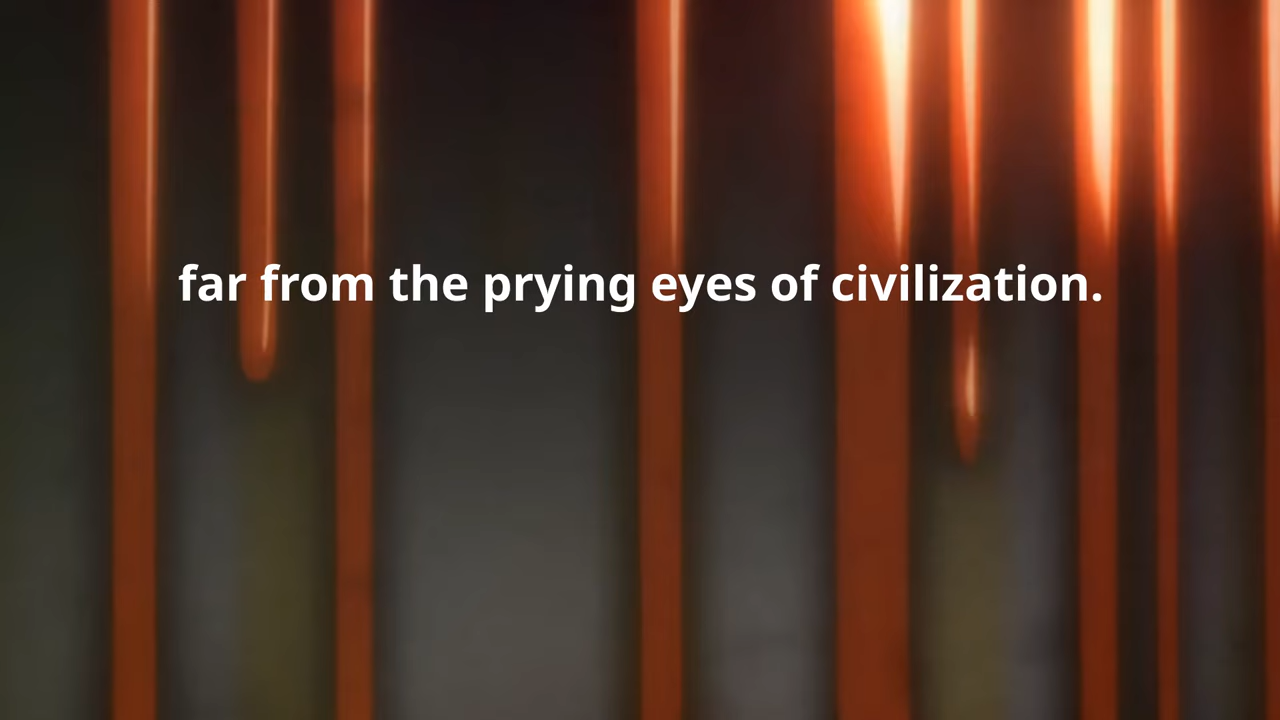 far from the prying eyes of civilization.